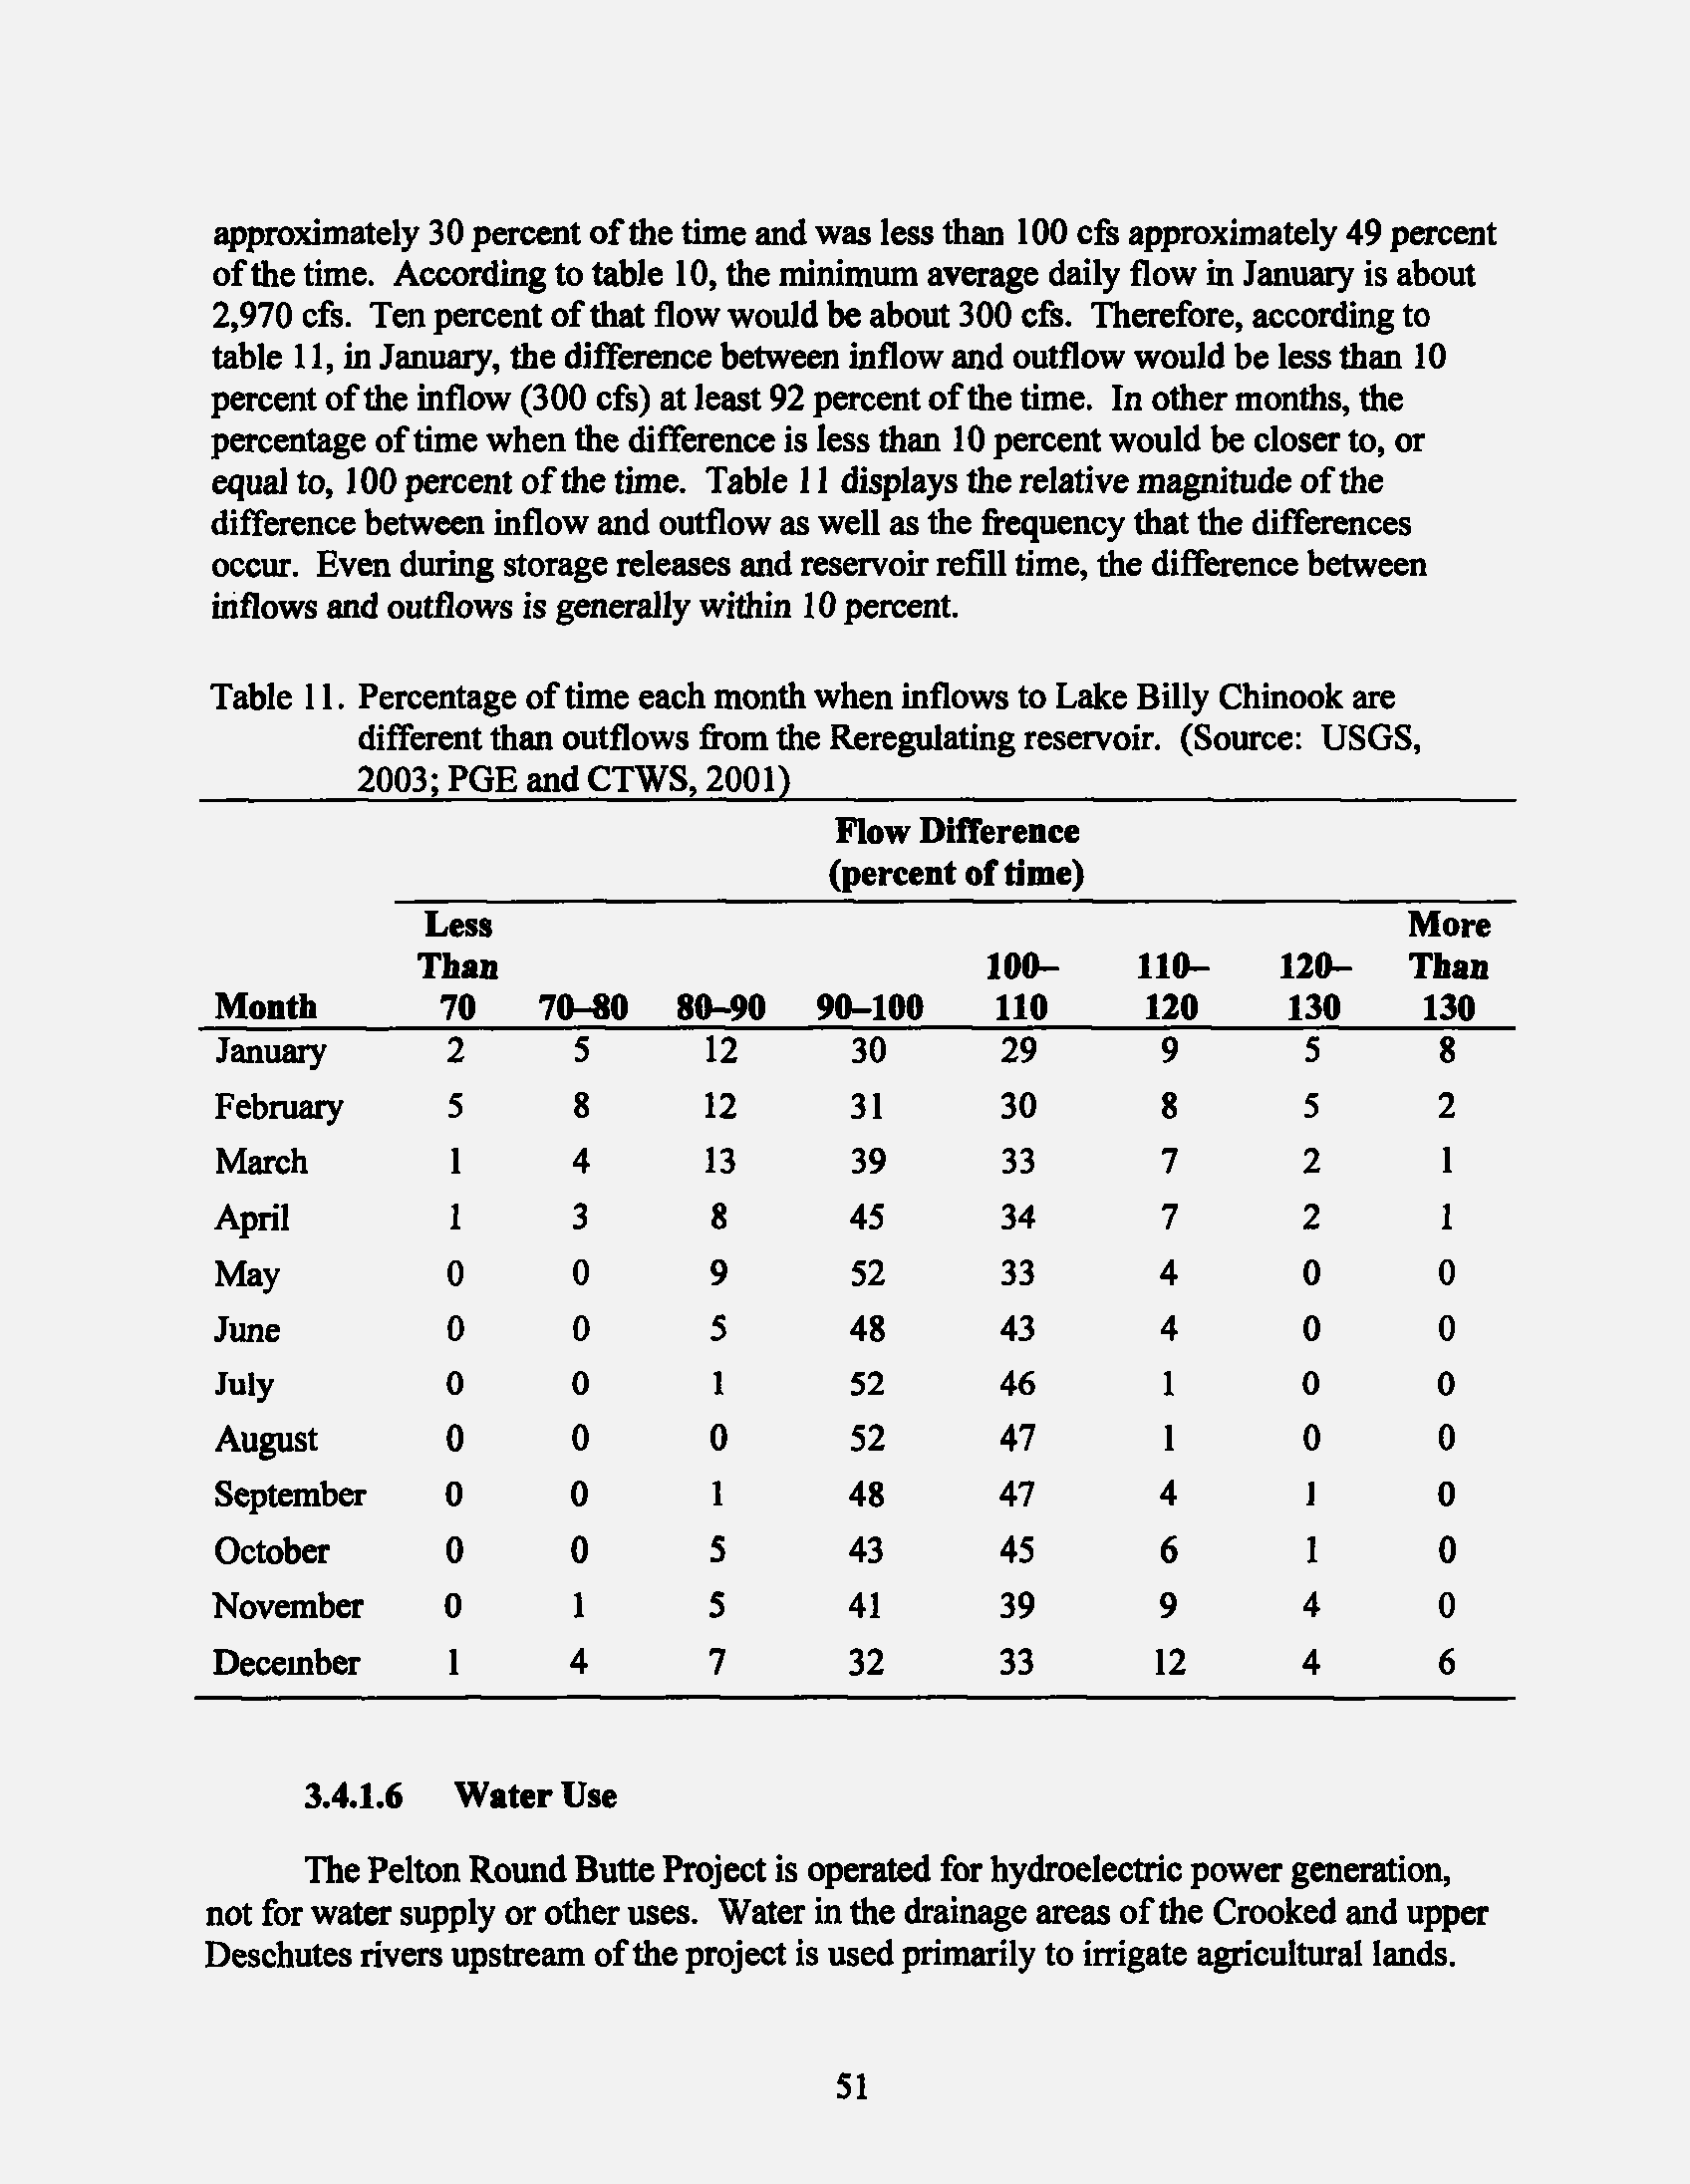 approximately 30 percent of the time and was less than 100 cfs approximately 49 percent
of the time. According to table 10, the minimum average daily flow in January is about
2,970 cfs. Ten percent of that flow would be about 300 cfs. Therefore, according to
table 11, in January, the difference between inflow and outflow would be less than 10
percent of the inflow (300 cfs) at least 92 percent of the time. In other months, the
percentage of time when the difference is less than 10 percent would be closer to, or
equal to, 100 percent of the time. Table 11 displays the relative magnitude of the
difference between inflow and outflow as well as the frequency that the differences
occur. Even during storage releases and reservoir refill time, the difference between
inflows and outflows is generally within 10 percent.
Table 11. Percentage of time each month when inflows to Lake Billy Chinook are
different than outflows from the Reregulating reservoir. (Source: USGS,
2003; PGE and CTWS, 2001)
Flow Difference
(percent of time)
Less More
Than 100– 110– 120– Than
Month 70 70–80 80–90 90–100 110 120 130 130
January 2 5 12 30 29 9 5 8
February 5 8 12 31 30 8 5 2
March 1 4 13 39 33 7 2 1
April 1 3 8 45 34 7 2 1
May 0 0 9 52 33 4 0 0
June 0 0 5 48 43 4 0 0
July 0 0 1 52 46 1 0 0
August 0 0 0 52 47 1 0 0
September 0 0 1 48 47 4 1 0
October 0 0 5 43 45 6 1 0
November 0 1 5 41 39 9 4 0
December 1 4 7 32 33 12 4 6
3.4.1.6 Water Use
The Pelton Round Butte Project is operated for hydroelectric power generation,
not for water supply or other uses. Water in the drainage areas of the Crooked and upper
Deschutes rivers upstream of the project is used primarily to irrigate agricultural lands.
51